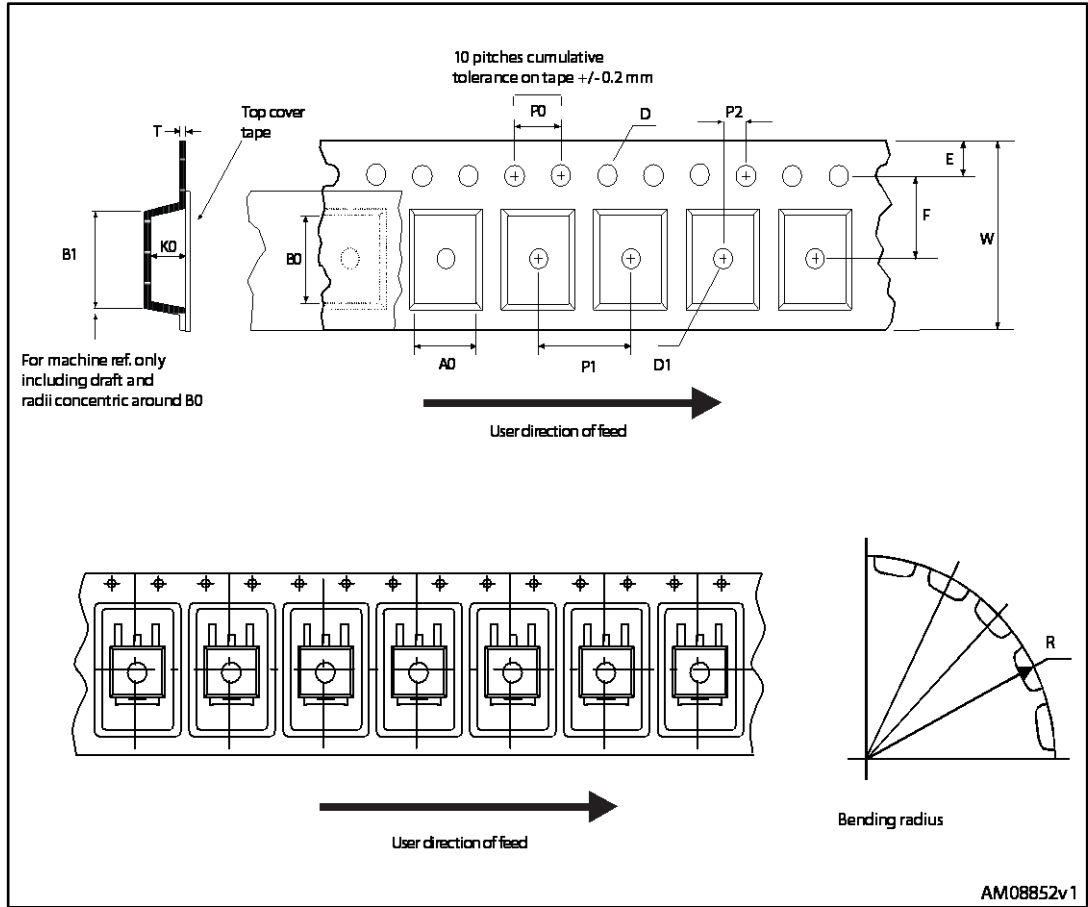 10 pitches cumulative
tolerance on tape +/- 0.2 mm
Top cover
tape
T
P0
D
P2
E
F
W
B1
K0
B0
For machine ref. only
including draft and
radii concentric around B0
A0
P1
D1
User direction of feed
R
Bending radius
User direction of feed
AM08852v1